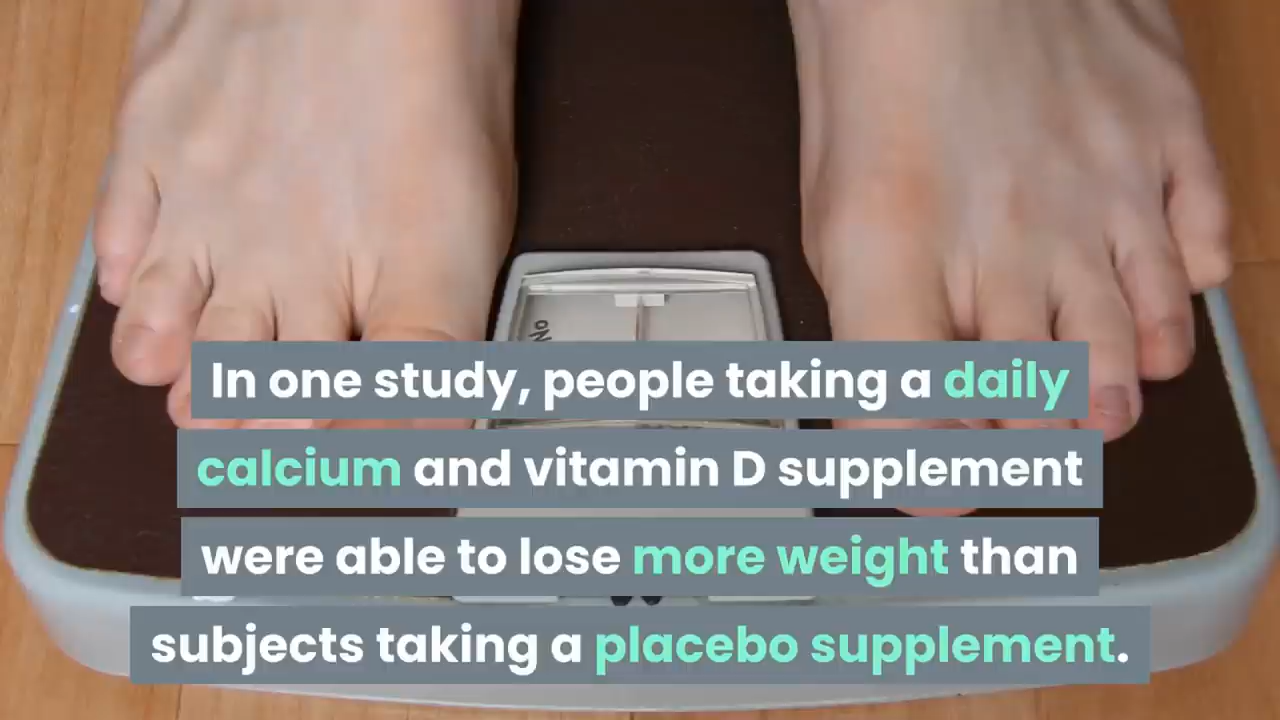 In one study, people taking a daily
calcium and vitamin D supplement
were able to lose more weight than
subjects taking a placebo supplement.